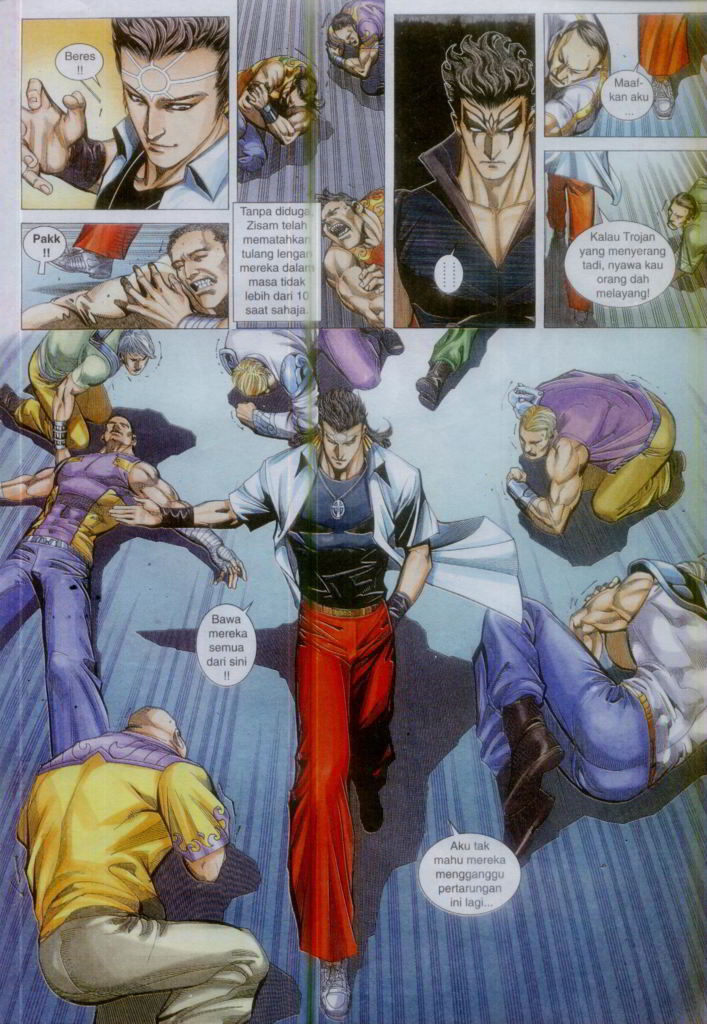 Beres
!!
Pakk
!!
Tanpa diduga,
Zisam telah
mematahkan
tulang lengan
mereka dalam
masa tidak
lebih dari 10
saat sahaja.
Maaf-
kan aku
...
Kalau Trojan
yang menyerang
tadi, nyawa kau
orang dah
melayang!
Bawa
mereka
semua
dari sini
!!
Aku tak
mahu mereka
mengganggu
pertarungan
ini lagi...